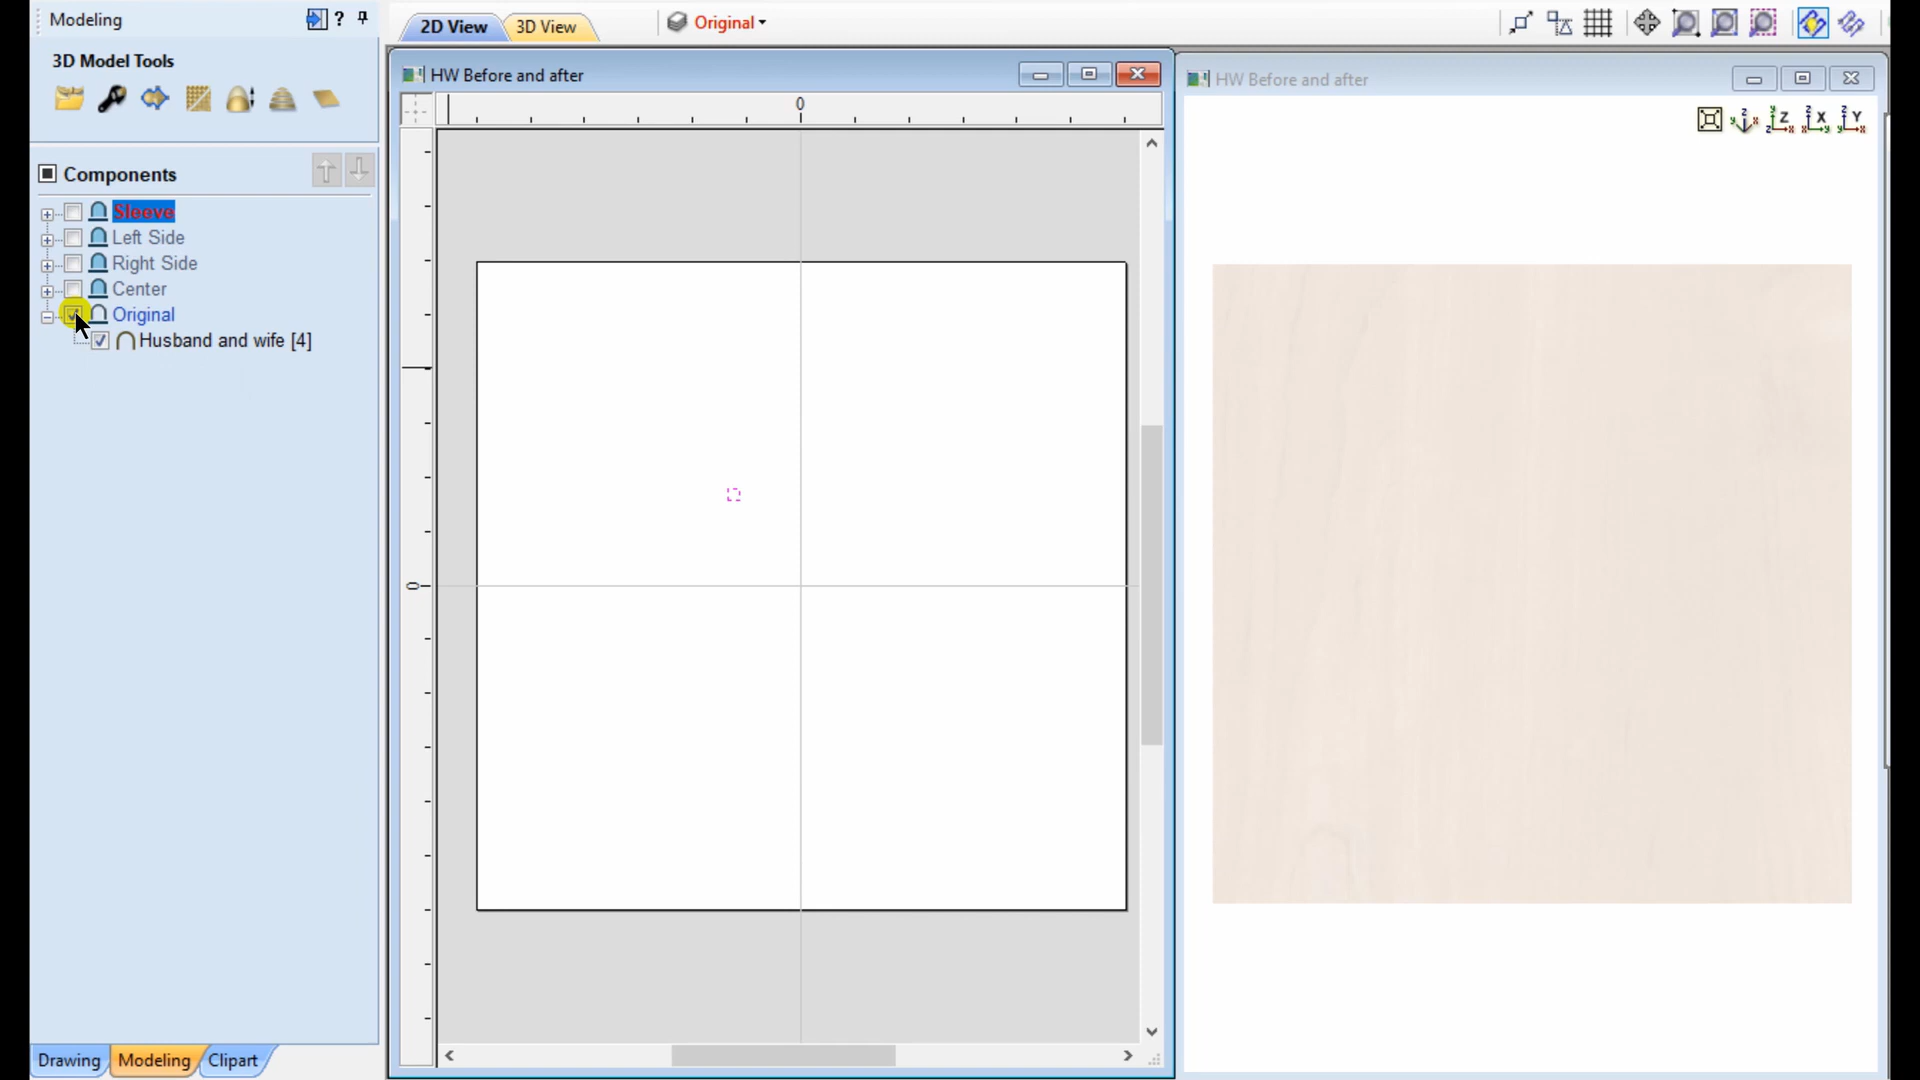 Modeling
?
2D View
3D View
Original
3D Model Tools
HW Before and after
HW Before and after
0
Components
Sleeve
Left Side
Right Side
Center
Original
Husband and wife [4]
0
Drawing
Modeling
Clipart